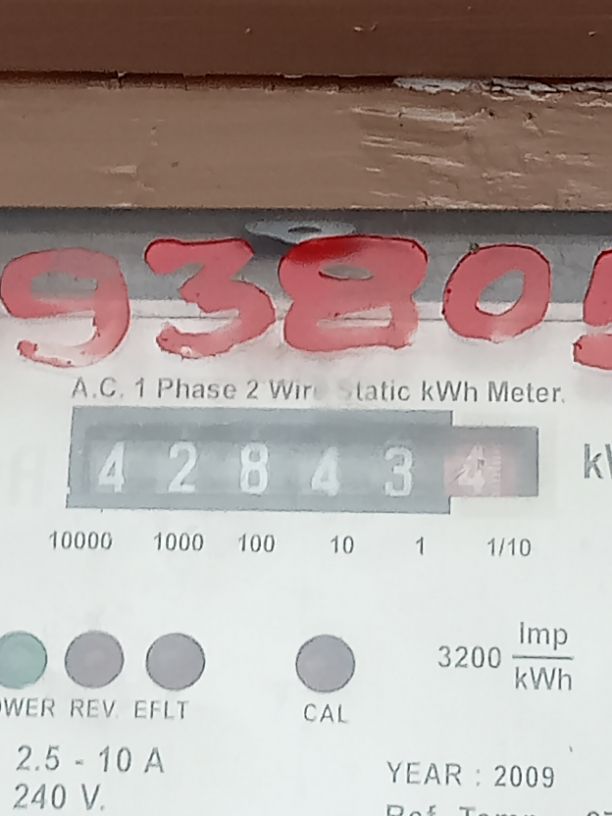 93805
A.C. 1 Phase 2 Wire Static kWh Meter.
4 2 8 4 3 4
10000 1000 100 10 1 1/10
3200 Imp/kWh
REV. EFLT CAL
2.5 - 10 A
YEAR : 2009
240 V.